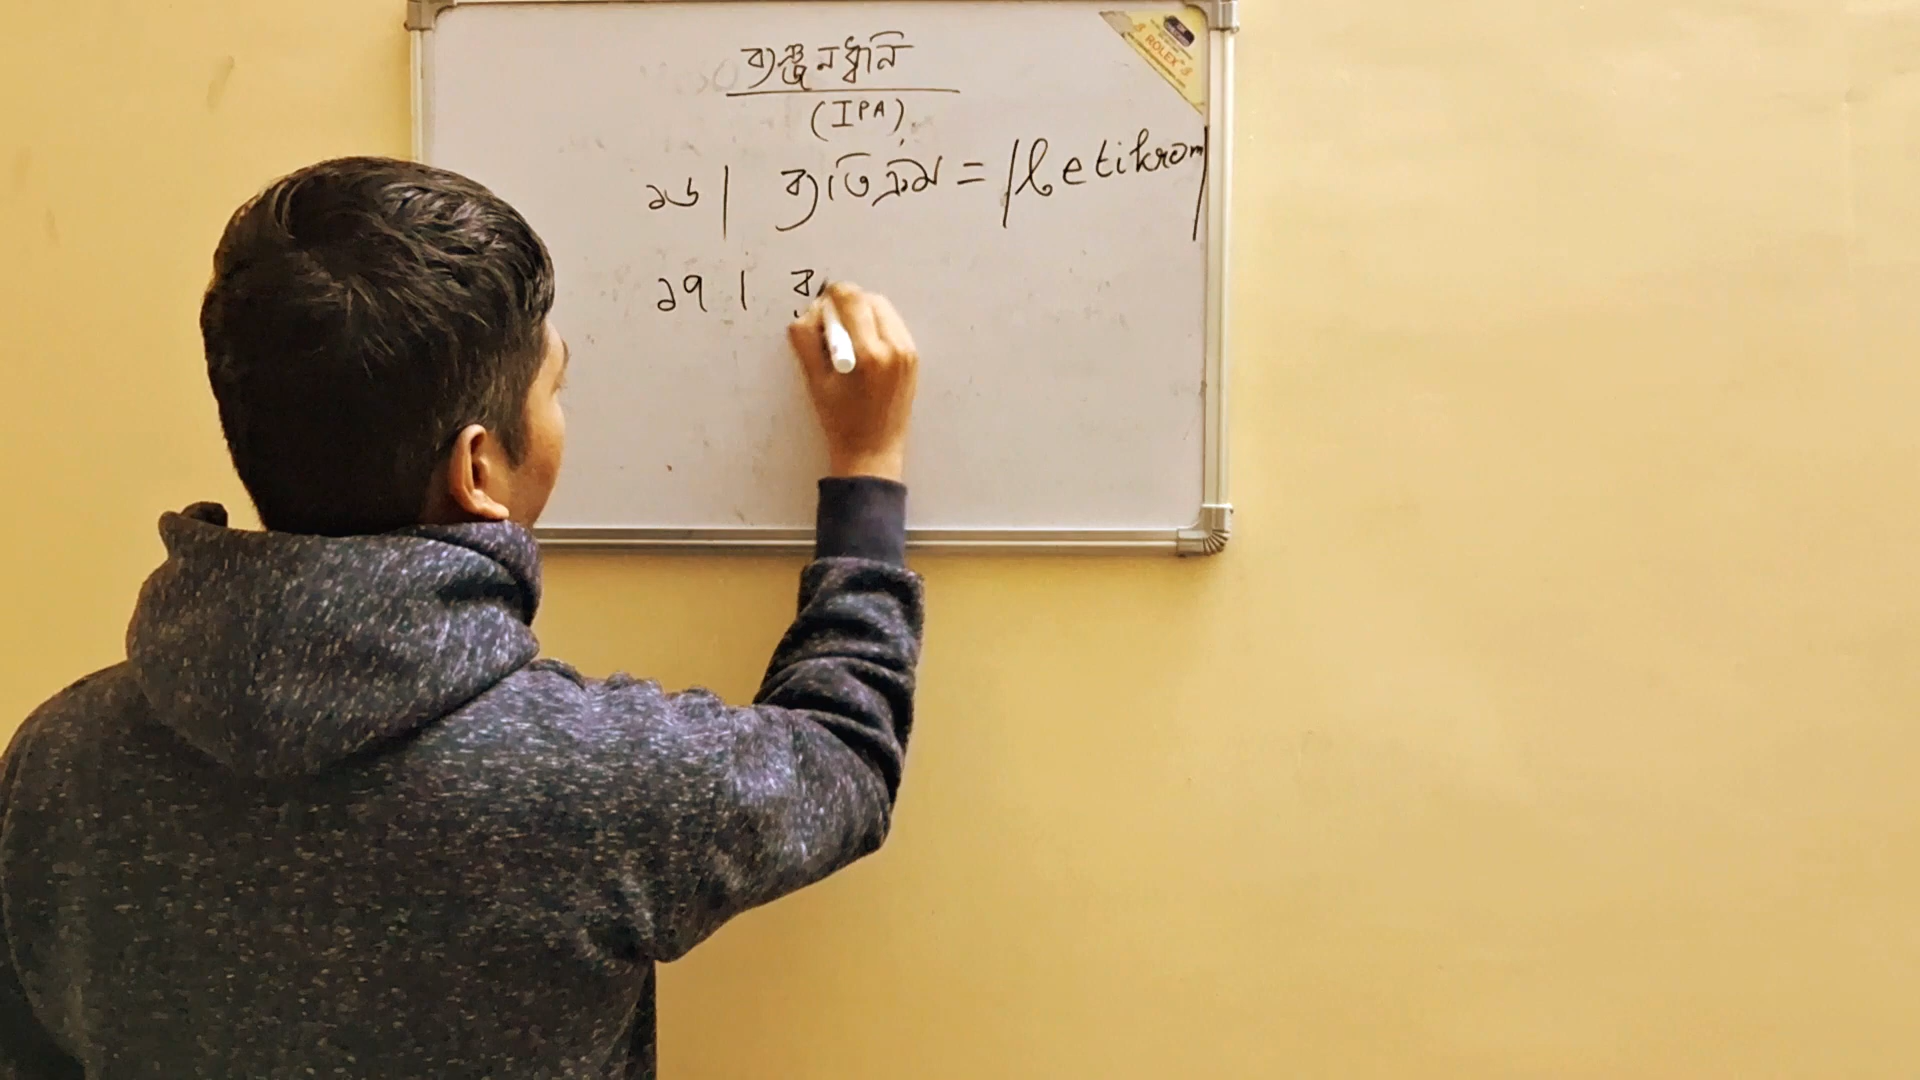 ব্যঞ্জনধ্বনি
(IPA)
১৬। ব্যতিক্রম = /betikrom/
১৭। ব্য
ROLEX